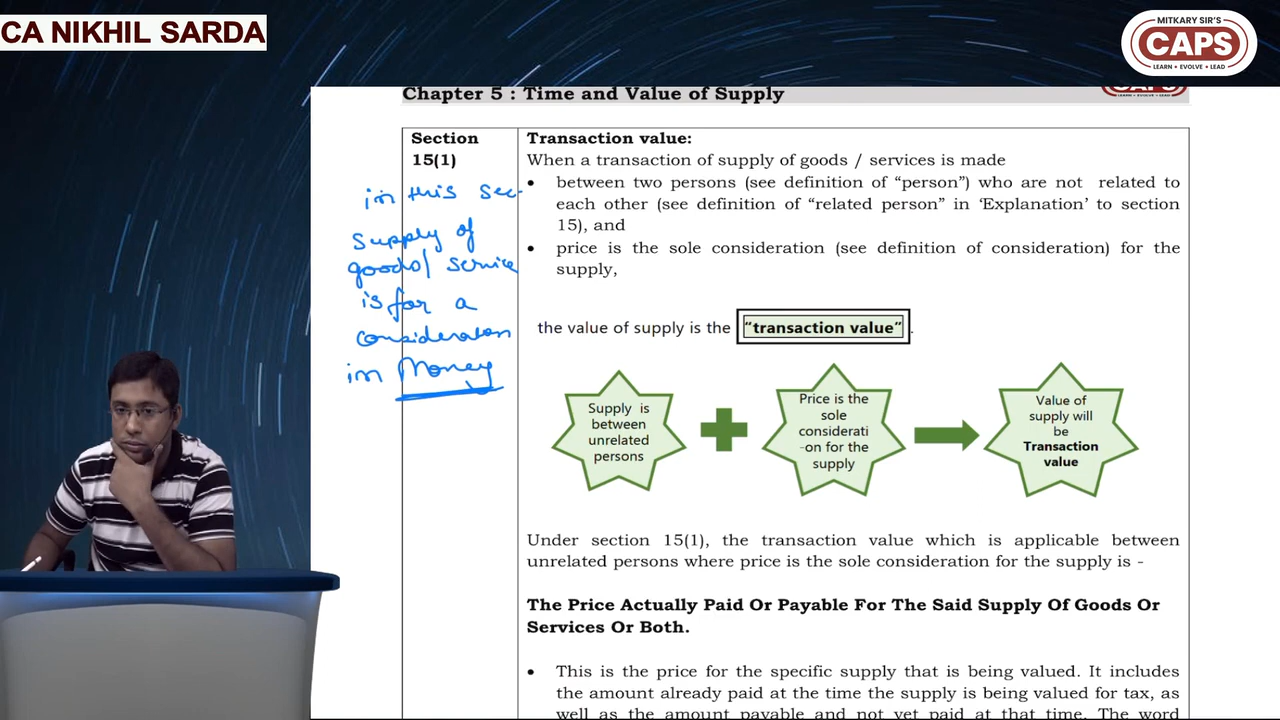 CA NIKHIL SARDA
MITKARY SIR'S
CAPS
LEARN • EVOLVE • LEAD
Chapter 5 : Time and Value of Supply
Section
15(1)
in this sec-
supply of
goods/ service
is for a
consideration
in Money
Transaction value:
When a transaction of supply of goods / services is made
• between two persons (see definition of “person”) who are not related to
each other (see definition of “related person” in ‘Explanation’ to section
15), and
• price is the sole consideration (see definition of consideration) for the
supply,
the value of supply is the “transaction value”.
Supply is
between
unrelated
persons
Price is the
sole
considerati
-on for the
supply
Value of
supply will
be
Transaction
value
Under section 15(1), the transaction value which is applicable between
unrelated persons where price is the sole consideration for the supply is -
The Price Actually Paid Or Payable For The Said Supply Of Goods Or
Services Or Both.
• This is the price for the specific supply that is being valued. It includes
the amount already paid at the time the supply is being valued for tax, as
well as the amount payable and not yet paid at that time. The word